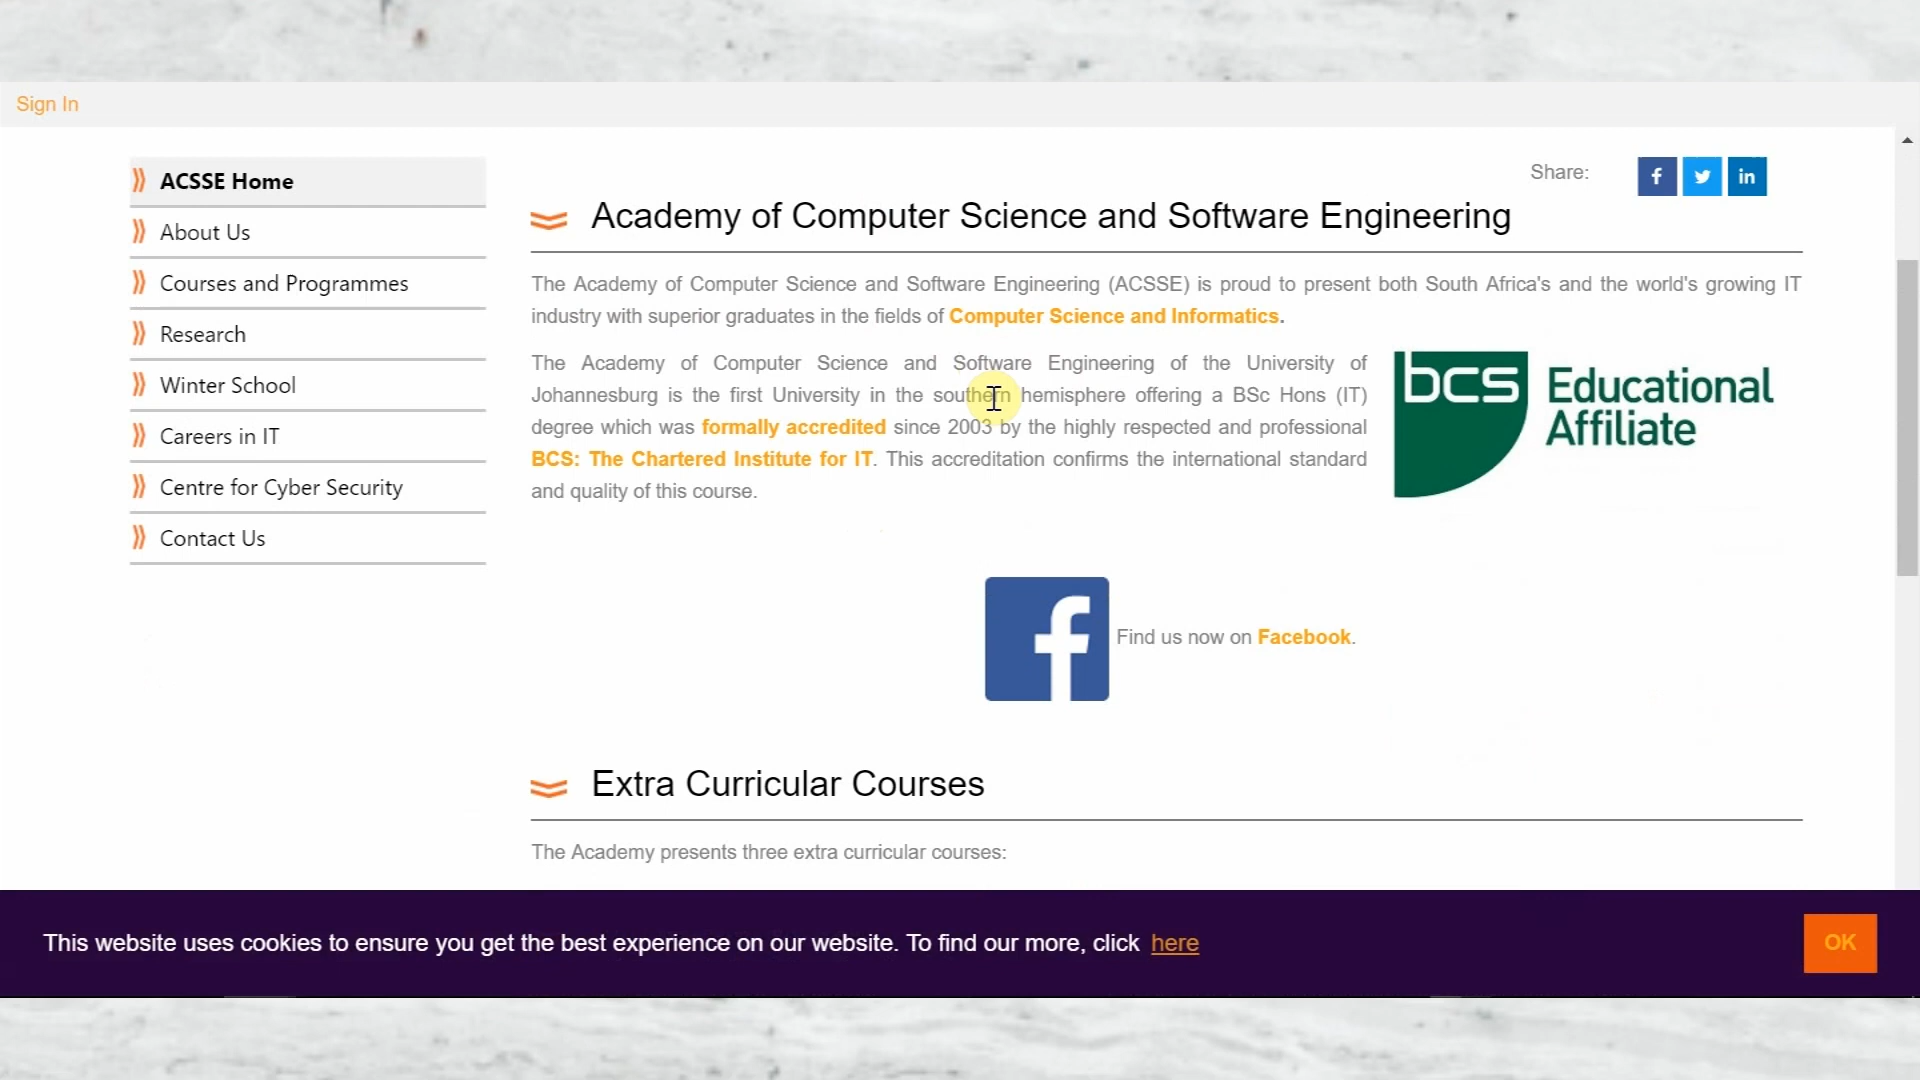 Sign In
ACSSE Home
About Us
Courses and Programmes
Research
Winter School
Careers in IT
Centre for Cyber Security
Contact Us
Share:
Academy of Computer Science and Software Engineering
The Academy of Computer Science and Software Engineering (ACSSE) is proud to present both South Africa's and the world's growing IT
industry with superior graduates in the fields of Computer Science and Informatics.
The Academy of Computer Science and Software Engineering of the University of
Johannesburg is the first University in the southern hemisphere offering a BSc Hons (IT)
degree which was formally accredited since 2003 by the highly respected and professional
BCS: The Chartered Institute for IT. This accreditation confirms the international standard
and quality of this course.
bcs Educational
Affiliate
Find us now on Facebook.
Extra Curricular Courses
The Academy presents three extra curricular courses:
This website uses cookies to ensure you get the best experience on our website. To find our more, click here
OK